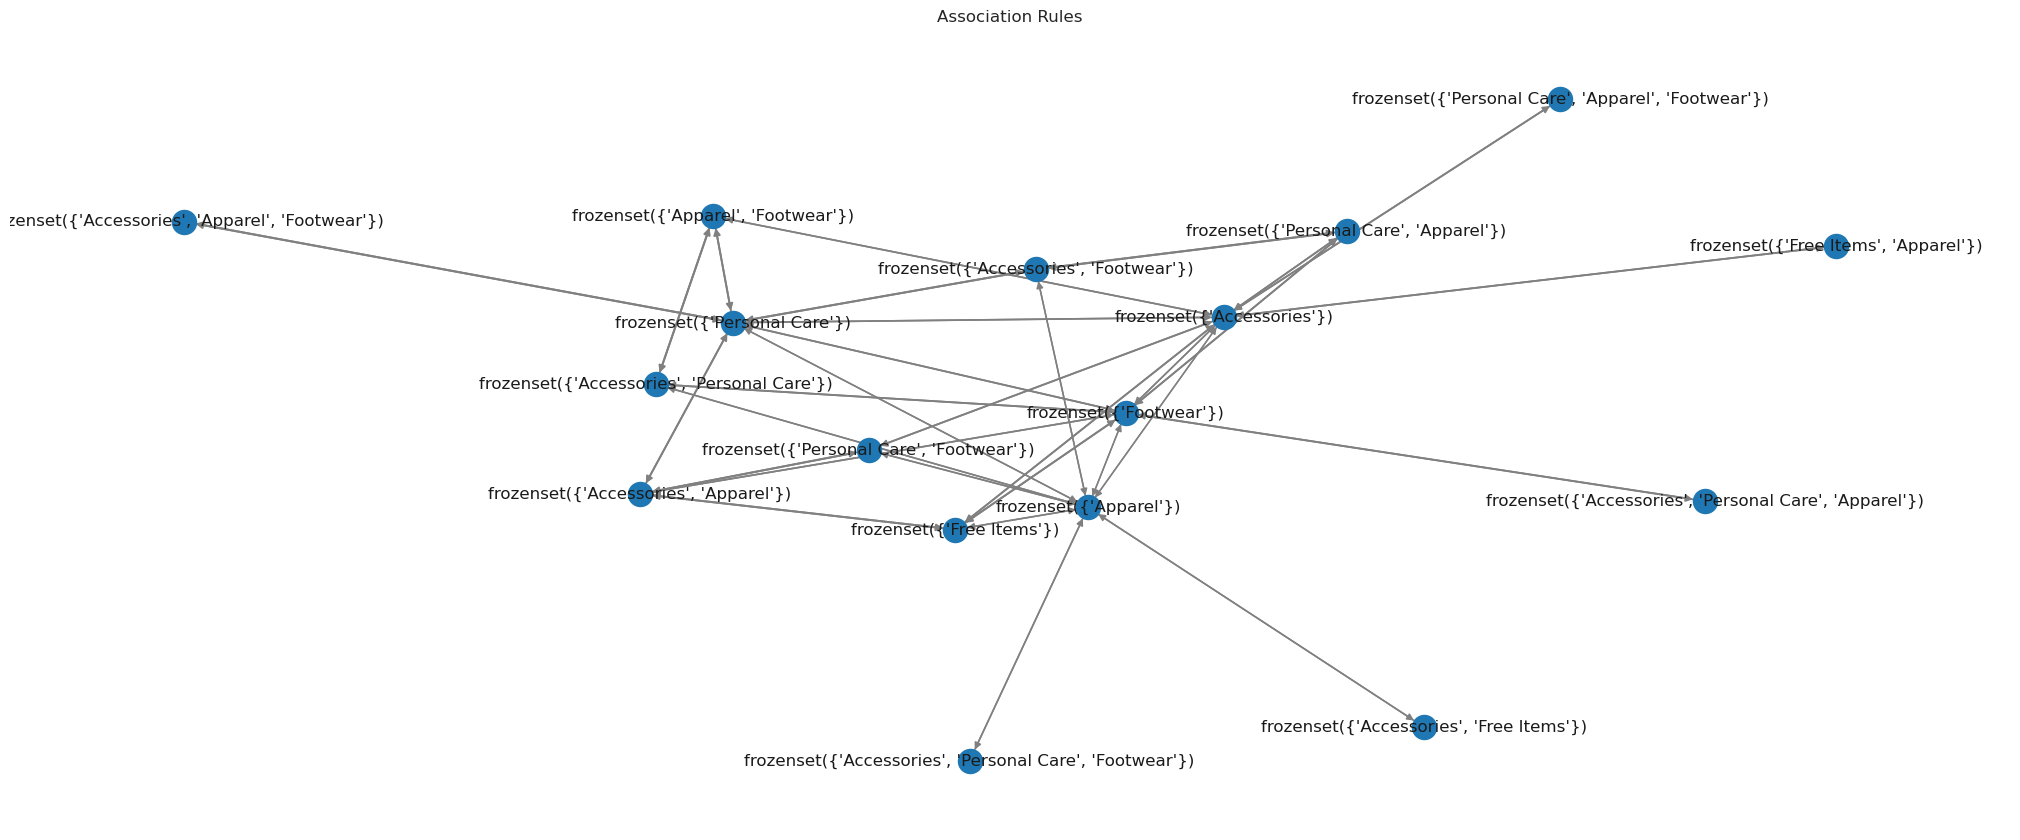 Association Rules
frozenset({'Personal Care', 'Apparel', 'Footwear'})
zenset({'Accessories', 'Apparel', 'Footwear'})
frozenset({'Apparel', 'Footwear'})
frozenset({'Personal Care', 'Apparel'})
frozenset({'Free Items', 'Apparel'})
frozenset({'Accessories', 'Footwear'})
frozenset({'Personal Care'})
frozenset({'Accessories'})
frozenset({'Accessories', 'Personal Care'})
frozenset({'Footwear'})
frozenset({'Personal Care', 'Footwear'})
frozenset({'Accessories', 'Apparel'})
frozenset({'Accessories', 'Personal Care', 'Apparel'})
frozenset({'Apparel'})
frozenset({'Free Items'})
frozenset({'Accessories', 'Free Items'})
frozenset({'Accessories', 'Personal Care', 'Footwear'})